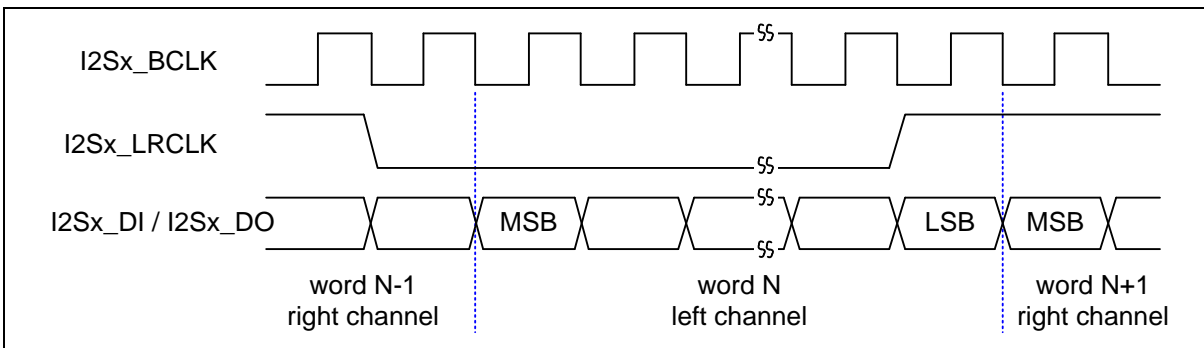 I2Sx_BCLK
I2Sx_LRCLK
I2Sx_DI / I2Sx_DO
MSB
LSB
MSB
word N-1
right channel
word N
left channel
word N+1
right channel